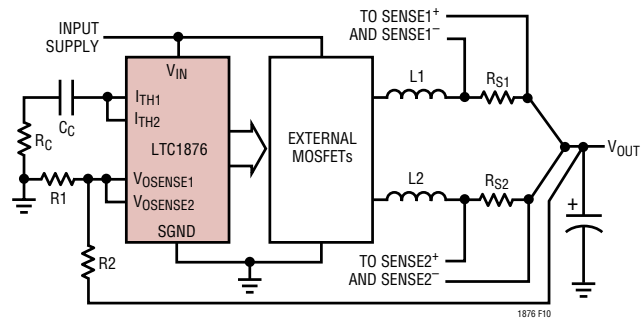 INPUT
SUPPLY
TO SENSE1+
AND SENSE1–
VIN
ITH1
ITH2
LTC1876
VOSENSE1
VOSENSE2
SGND
CC
RC
R1
R2
EXTERNAL
MOSFETs
L1
RS1
L2
RS2
VOUT
+
TO SENSE2+
AND SENSE2–
1876 F10